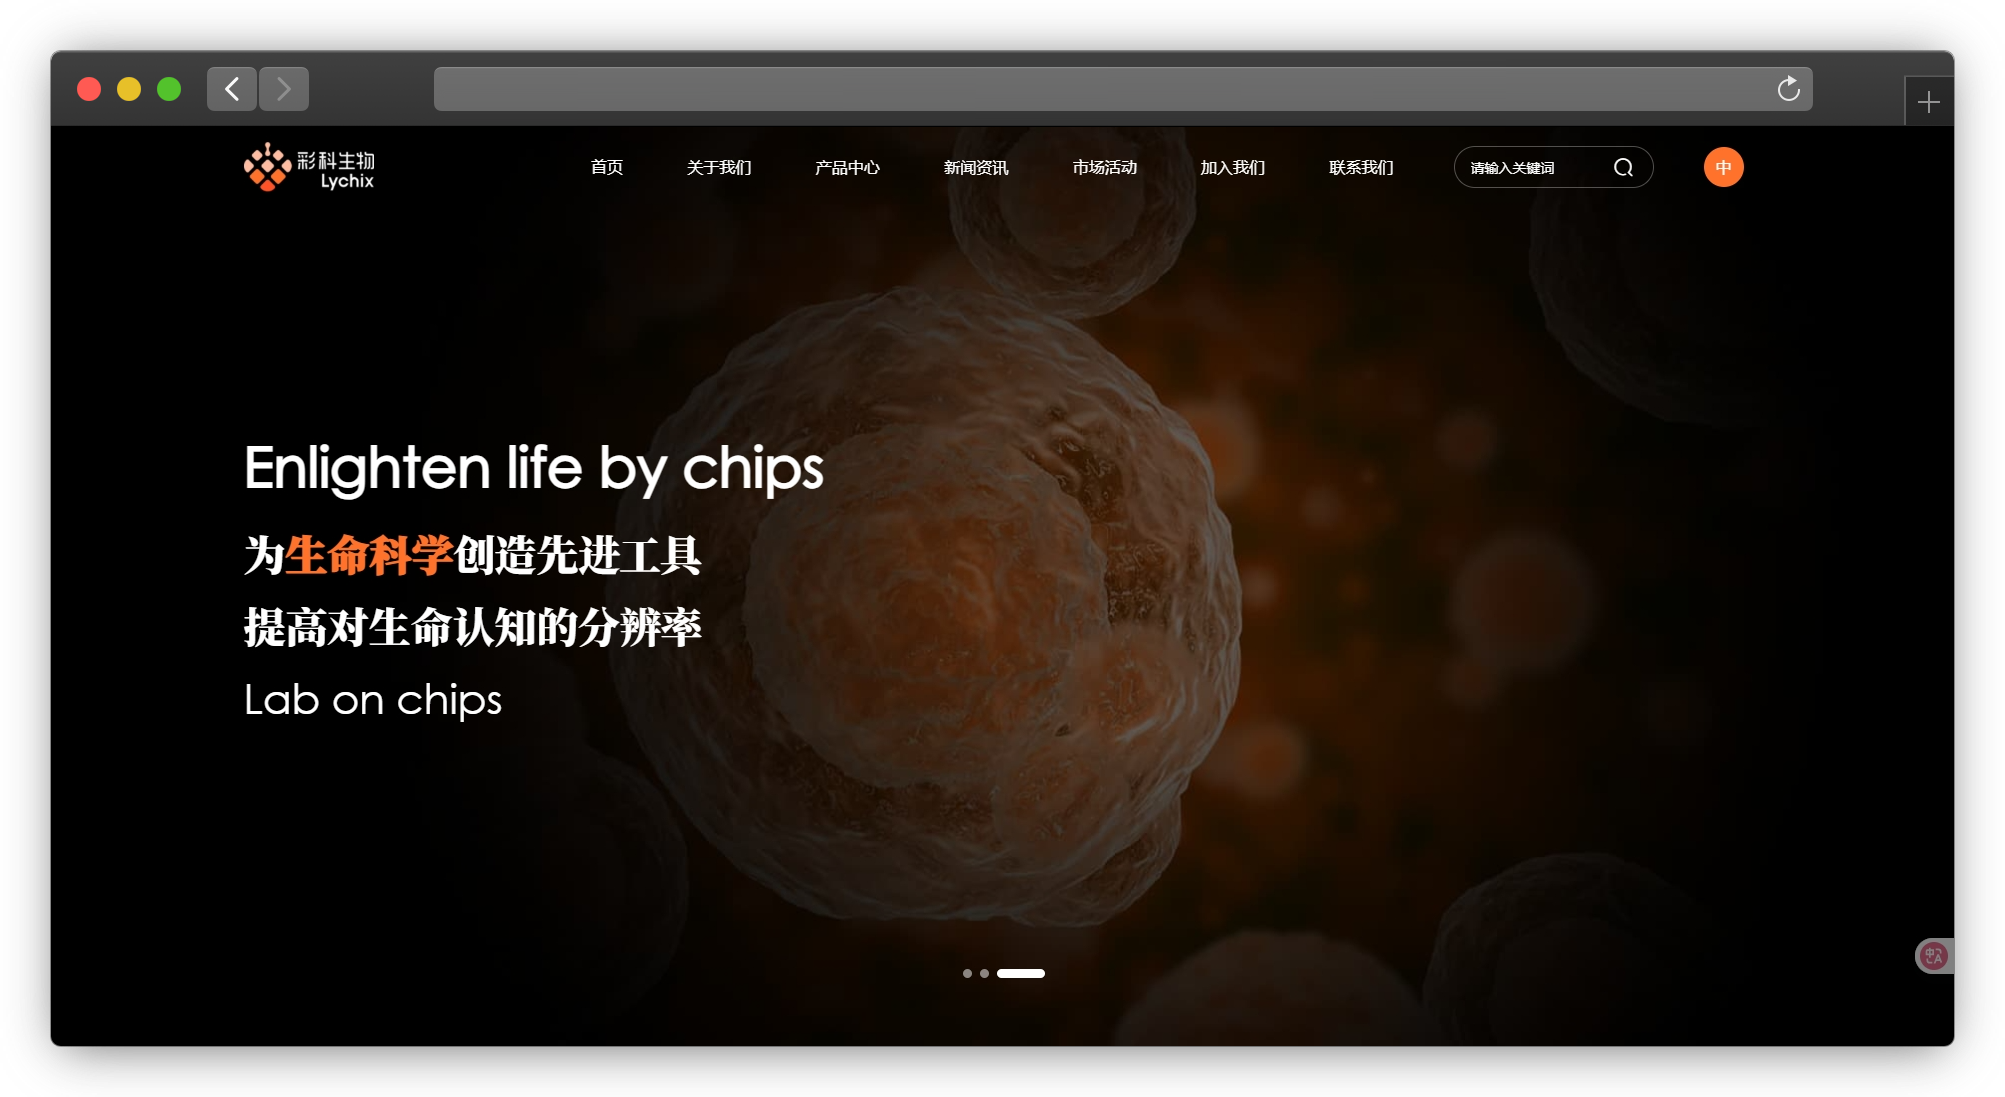 彩科生物
Lychix
首页 关于我们 产品中心 新闻资讯 市场活动 加入我们 联系我们 请输入关键词 中
Enlighten life by chips
为生命科学创造先进工具
提高对生命认知的分辨率
Lab on chips
中 A